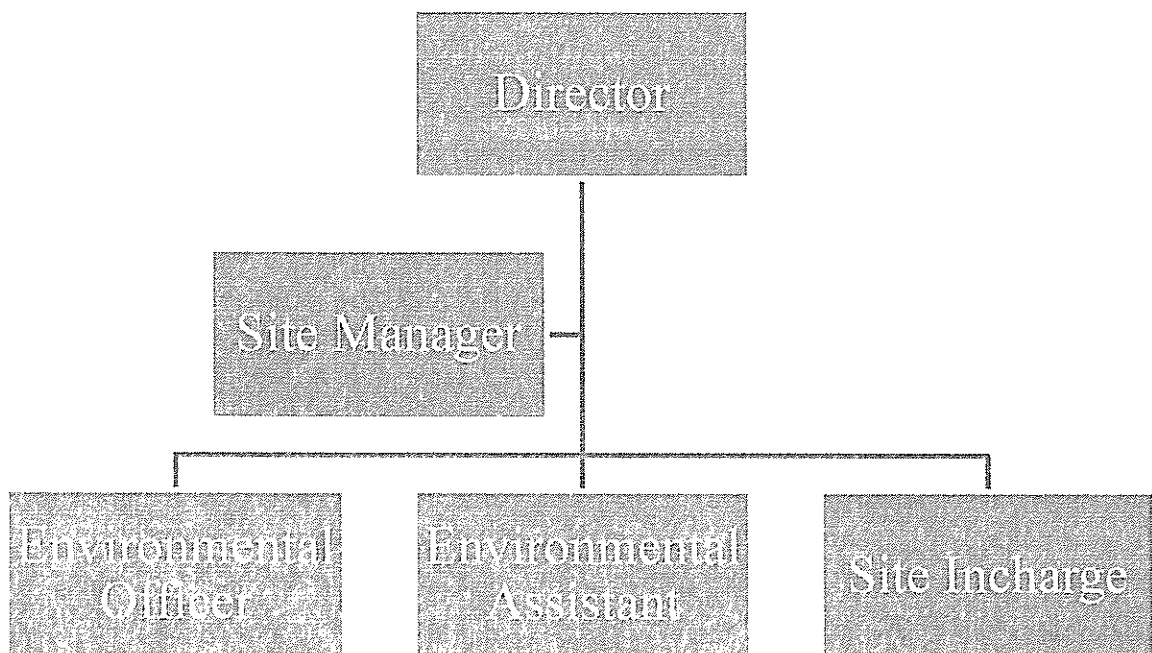 Director
Site Manager
Environmental
Officer
Environmental
Assistant
Site Incharge